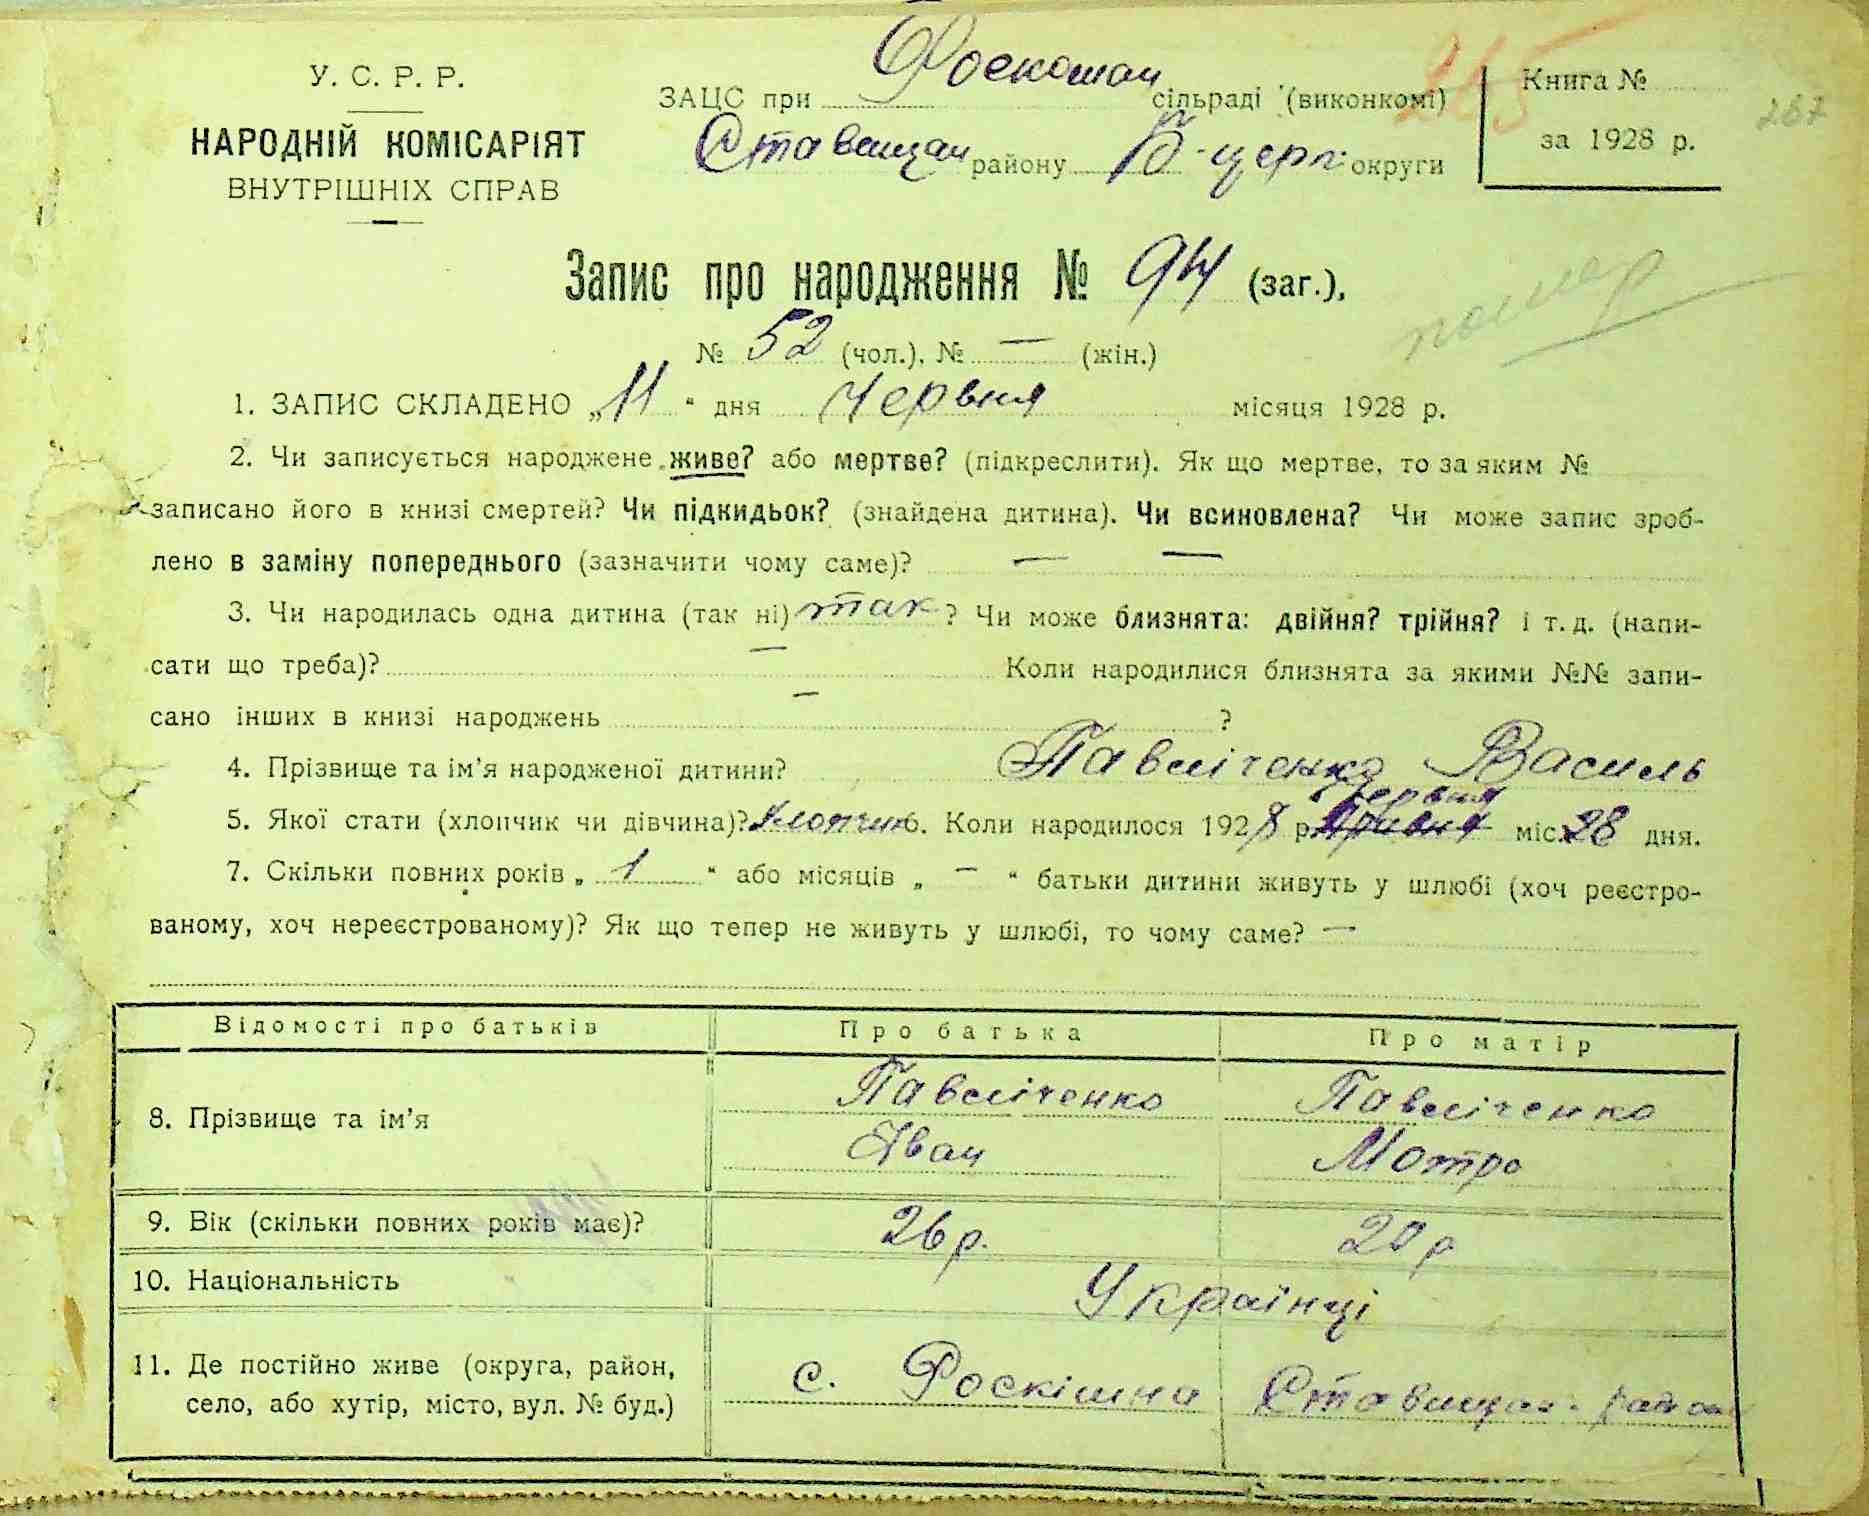 У. С. Р. Р.
НАРОДНІЙ КОМІСАРІЯТ
ВНУТРІШНІХ СПРАВ
ЗАЦС при Роскошан сільраді (виконкомі)
Ставищан району Б-церк. округи
265
Книга №
за 1928 р.
267
Запис про народження № 94 (заг.),
помер
№ 52 (чол.). № — (жін.)
1. ЗАПИС СКЛАДЕНО „11“ дня Червня місяця 1928 р.
2. Чи записується народжене живе? або мертве? (підкреслити). Як що мертве, то за яким №
записано його в книзі смертей? Чи підкидьок? (знайдена дитина). Чи всиновлена? Чи може запис зроб-
лено в заміну попереднього (зазначити чому саме)? — —
3. Чи народилась одна дитина (так ні) так? Чи може близнята: двійня? трійня? і т. д. (напи-
сати що треба)? — Коли народилися близнята за якими №№ запи-
сано інших в книзі народжень — ?
4. Прізвище та ім’я народженої дитини? Павліченко Василь
червня
5. Якої стати (хлопчик чи дівчина)? хлопчик 6. Коли народилося 1928 р. травня міс. 28 дня.
7. Скільки повних років „1“ або місяців „—“ батьки дитини живуть у шлюбі (хоч реєстро-
ваному, хоч нереєстрованому)? Як що тепер не живуть у шлюбі, то чому саме? —
Відомості про батьків Про батька Про матір
8. Прізвище та ім’я Павліченко Іван Павліченко Мотря
9. Вік (скільки повних років має)? 26 р. 20 р
10. Національність Українці
11. Де постійно живе (округа, район, с. Роскішна Ставищан. район
село, або хутір, місто, вул. № буд.)